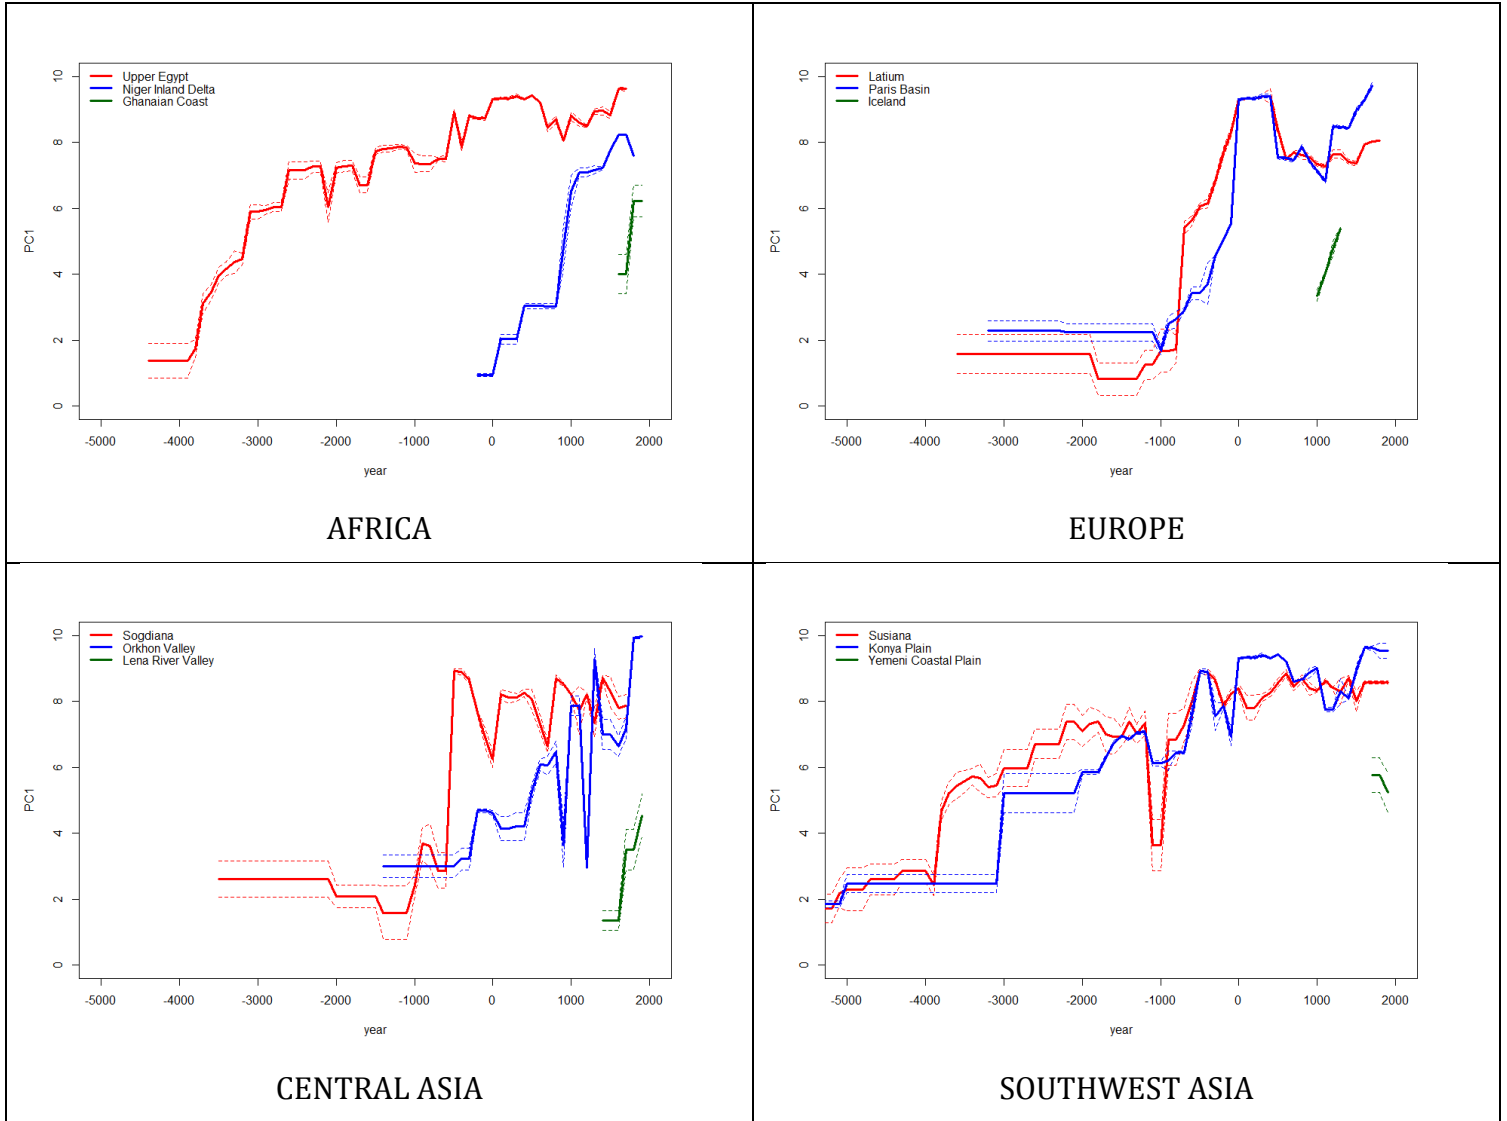 Upper Egypt
Niger Inland Delta
Ghanaian Coast
PC1
10
8
6
4
2
0
-5000 -4000 -3000 -2000 -1000 0 1000 2000
year
AFRICA
Latium
Paris Basin
Iceland
PC1
10
8
6
4
2
0
-5000 -4000 -3000 -2000 -1000 0 1000 2000
year
EUROPE
Sogdiana
Orkhon Valley
Lena River Valley
PC1
10
8
6
4
2
0
-5000 -4000 -3000 -2000 -1000 0 1000 2000
year
CENTRAL ASIA
Susiana
Konya Plain
Yemeni Coastal Plain
PC1
10
8
6
4
2
0
-5000 -4000 -3000 -2000 -1000 0 1000 2000
year
SOUTHWEST ASIA